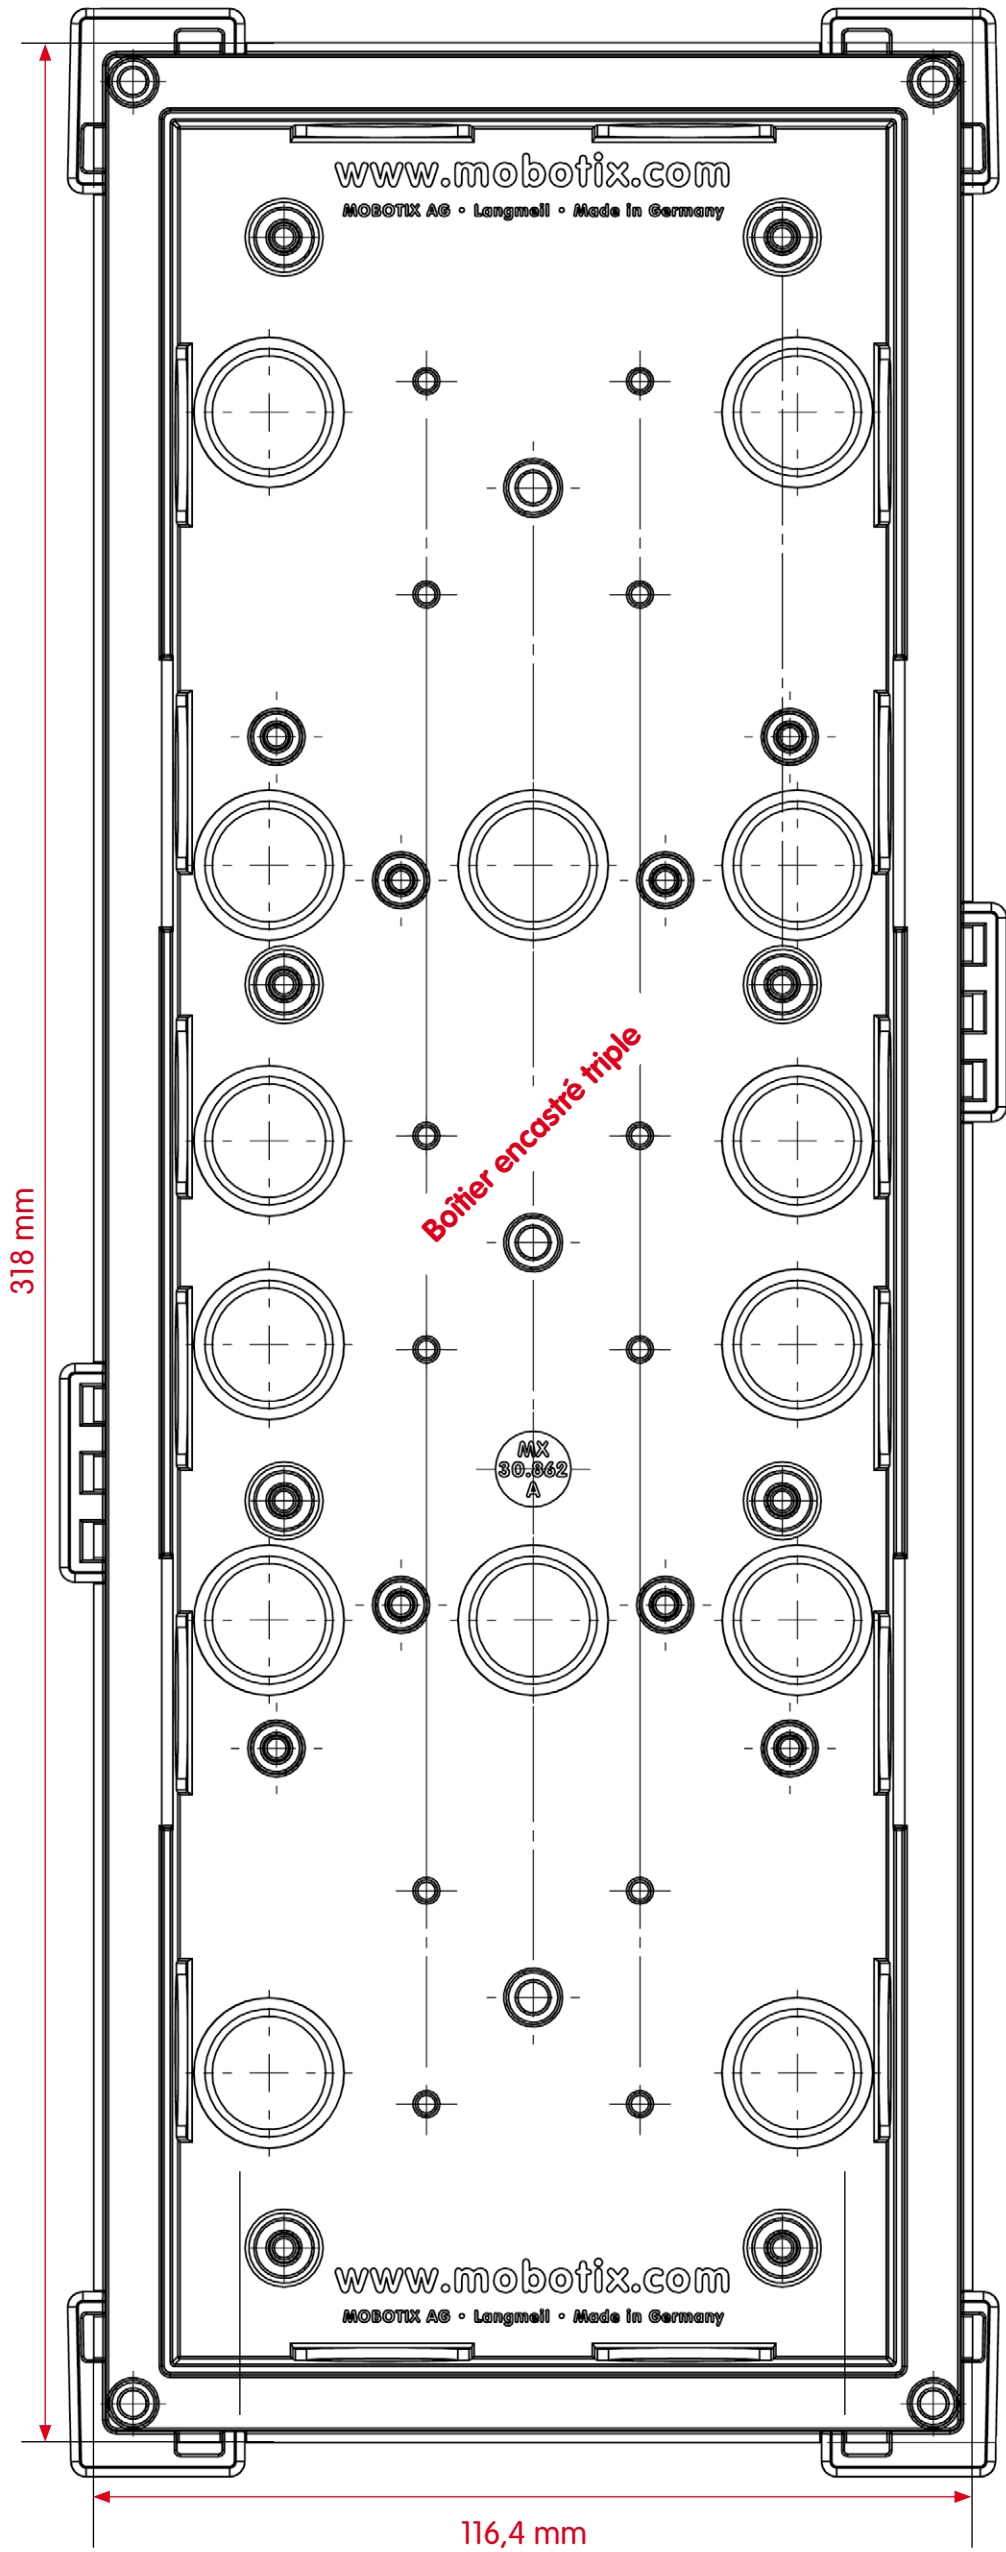 www.mobotix.com
MOBOTIX AG • Langmeil • Made in Germany
Boîtier encastré triple
318 mm
MX
30.862
A
www.mobotix.com
MOBOTIX AG • Langmeil • Made in Germany
116,4 mm